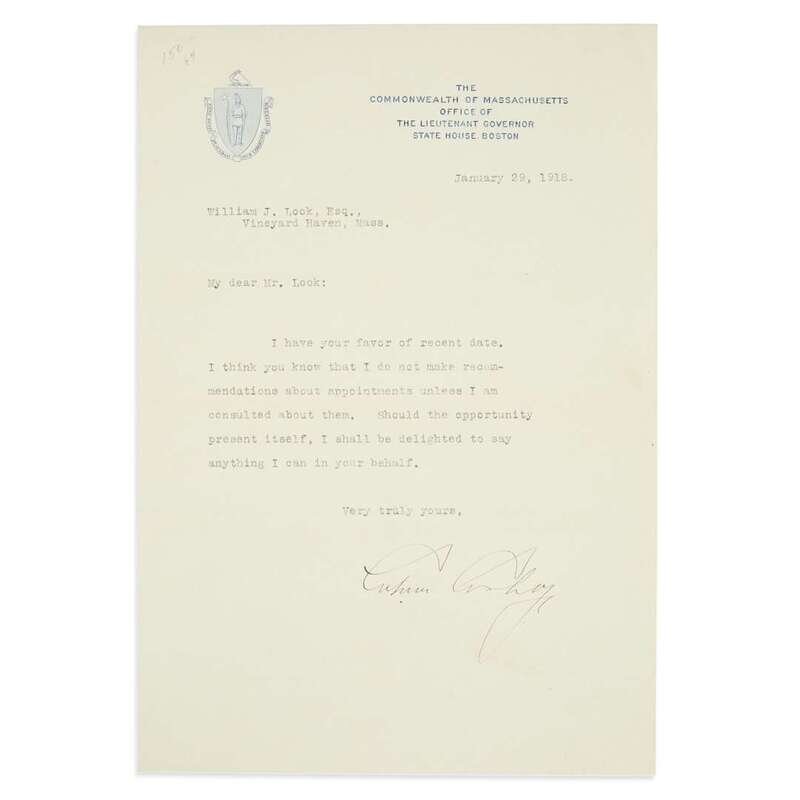 THE
COMMONWEALTH OF MASSACHUSETTS
OFFICE OF
THE LIEUTENANT GOVERNOR
STATE HOUSE, BOSTON
January 29, 1918.
William J. Look, Esq.,
Vineyard Haven, Mass.
My dear Mr. Look:
I have your favor of recent date.
I think you know that I do not make recom-
mendations about appointments unless I am
consulted about them. Should the opportunity
present itself, I shall be delighted to say
anything I can in your behalf.
Very truly yours,
Calvin Coolidge